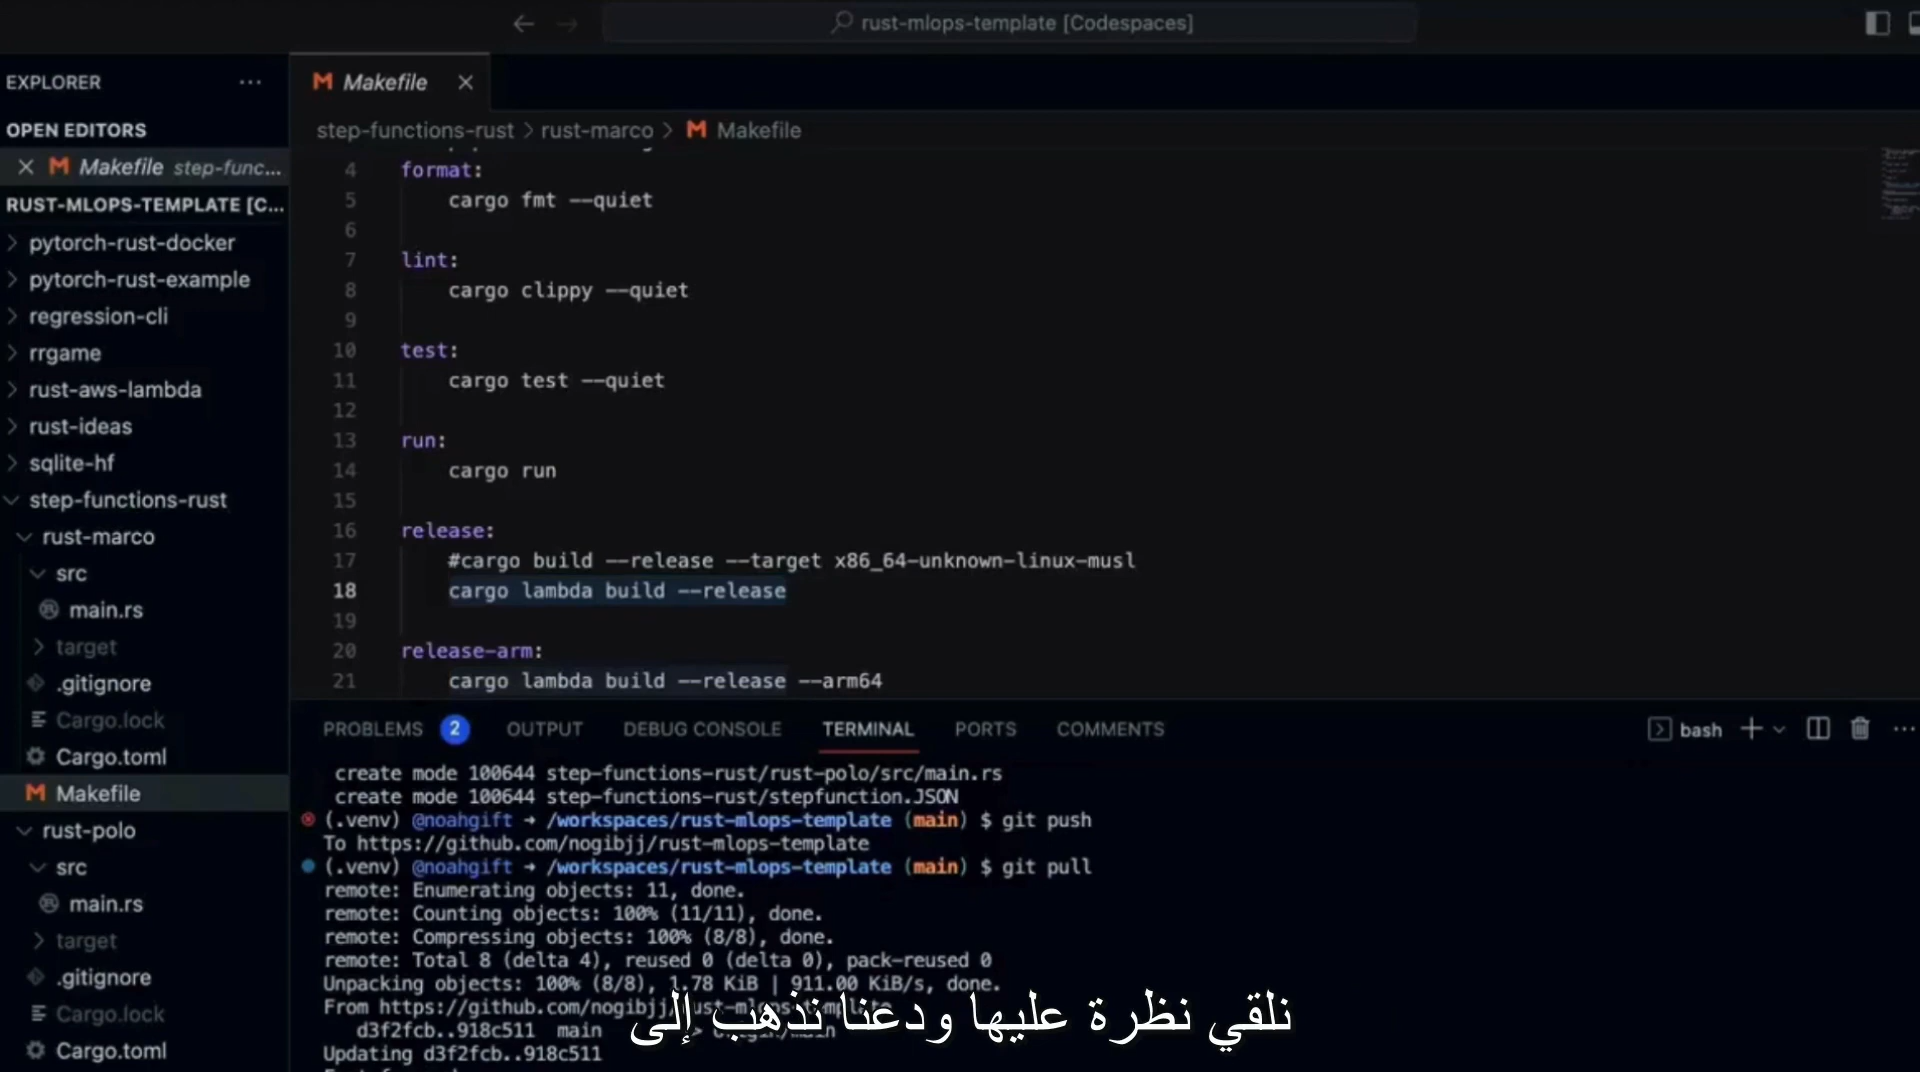 rust-mlops-template [Codespaces]
EXPLORER
OPEN EDITORS
Makefile step-func...
RUST-MLOPS-TEMPLATE [C...
pytorch-rust-docker
pytorch-rust-example
regression-cli
rrgame
rust-aws-lambda
rust-ideas
sqlite-hf
step-functions-rust
rust-marco
src
main.rs
target
.gitignore
Cargo.lock
Cargo.toml
Makefile
rust-polo
src
main.rs
target
.gitignore
Cargo.lock
Cargo.toml
Makefile
step-functions-rust > rust-marco > Makefile
4 format:
5 cargo fmt --quiet
6
7 lint:
8 cargo clippy --quiet
9
10 test:
11 cargo test --quiet
12
13 run:
14 cargo run
15
16 release:
17 #cargo build --release --target x86_64-unknown-linux-musl
18 cargo lambda build --release
19
20 release-arm:
21 cargo lambda build --release --arm64
PROBLEMS 2 OUTPUT DEBUG CONSOLE TERMINAL PORTS COMMENTS bash
create mode 100644 step-functions-rust/rust-polo/src/main.rs
create mode 100644 step-functions-rust/stepfunction.JSON
(.venv) @noahgift → /workspaces/rust-mlops-template (main) $ git push
To https://github.com/nogibjj/rust-mlops-template
(.venv) @noahgift → /workspaces/rust-mlops-template (main) $ git pull
remote: Enumerating objects: 11, done.
remote: Counting objects: 100% (11/11), done.
remote: Compressing objects: 100% (8/8), done.
remote: Total 8 (delta 4), reused 0 (delta 0), pack-reused 0
Unpacking objects: 100% (8/8), 1.78 KiB | 911.00 KiB/s, done.
From https://github.com/nogibjj/rust-mlops-template
d3f2fcb..918c511 main -> origin/main
Updating d3f2fcb..918c511
نلقي نظرة عليها ودعنا نذهب إلى